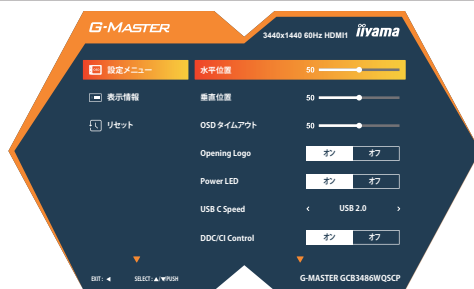 G-MASTER
3440x1440 60Hz HDMI1 iiyama
設定メニュー
水平位置 50
表示情報
垂直位置 50
リセット
OSD タイムアウト 50
Opening Logo オン オフ
Power LED オン オフ
USB C Speed ‹ USB 2.0 ›
DDC/CI Control オン オフ
EXIT : ◀ SELECT : ▲/▼PUSH
G-MASTER GCB3486WQSCP